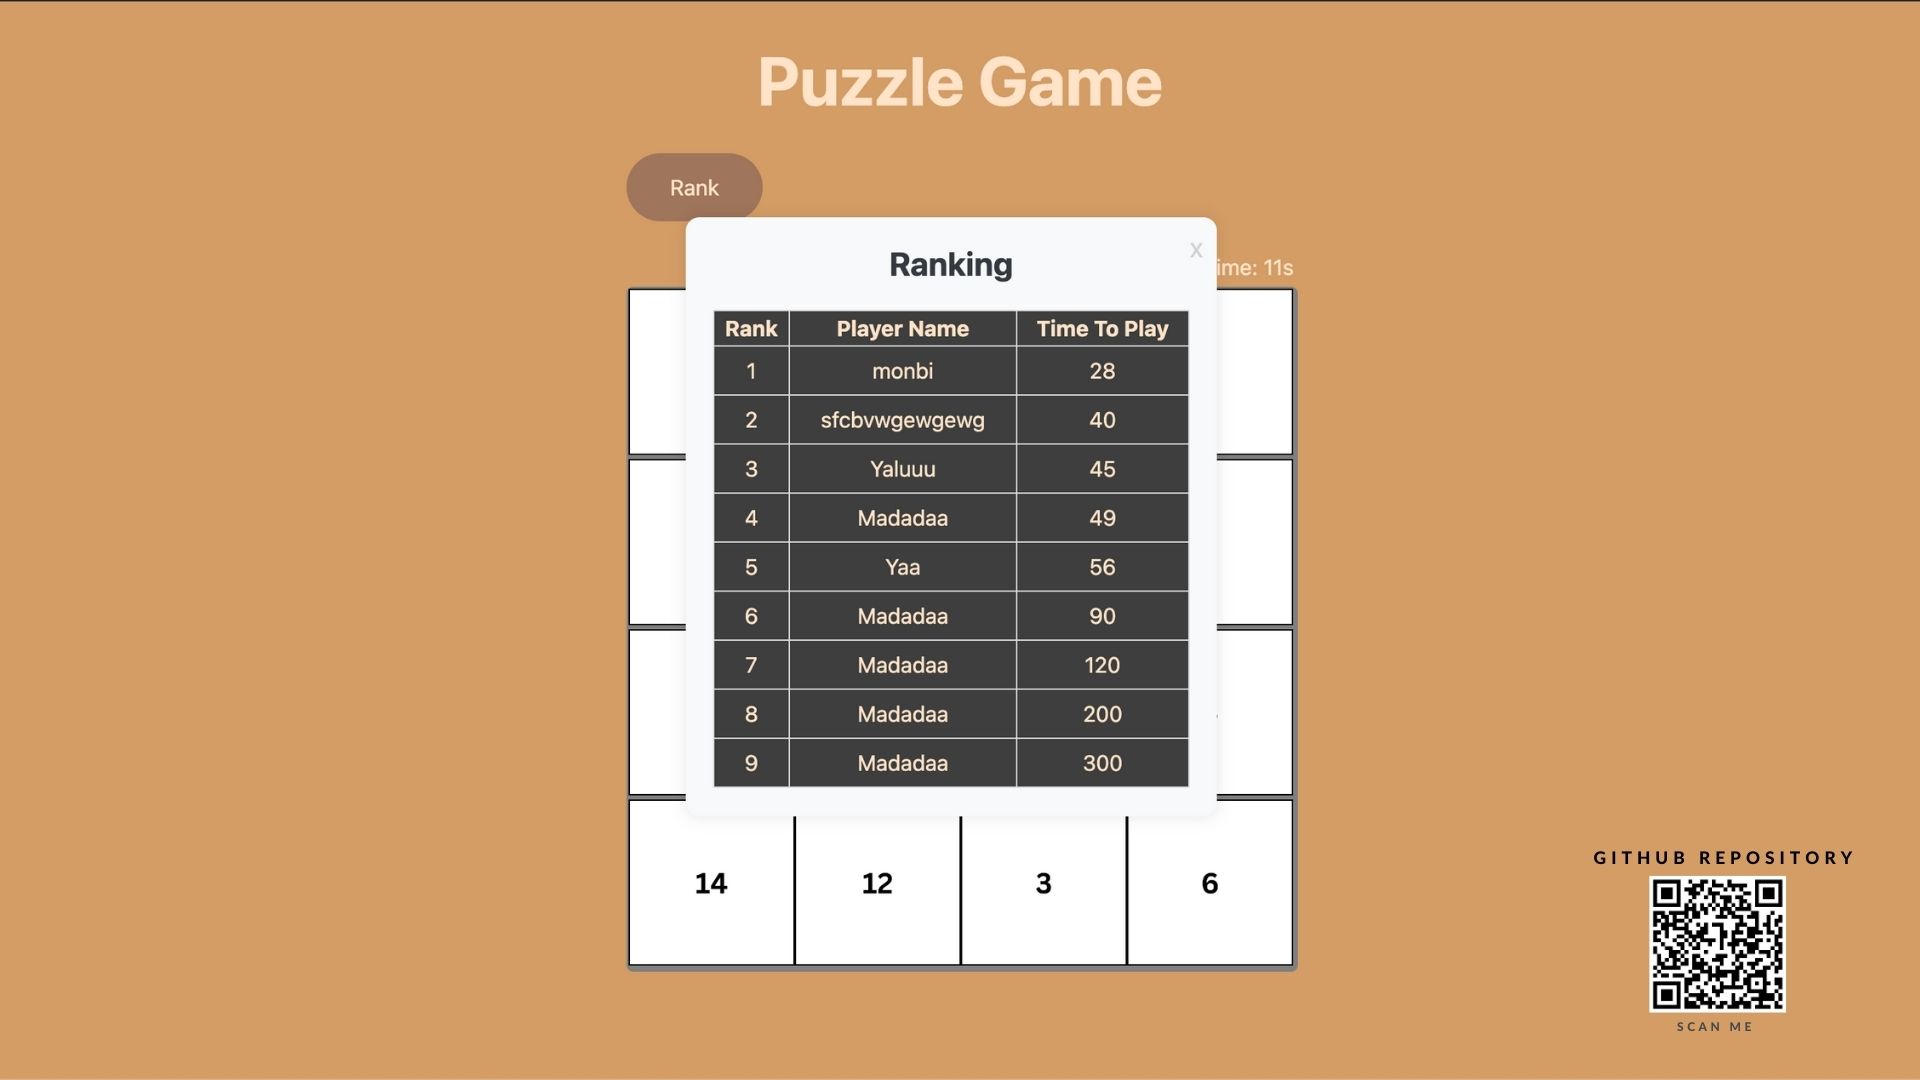 Puzzle Game
Rank
Ranking
X
ime: 11s
Rank Player Name Time To Play
1 monbi 28
2 sfcbvwgewgewg 40
3 Yaluuu 45
4 Madadaa 49
5 Yaa 56
6 Madadaa 90
7 Madadaa 120
8 Madadaa 200
9 Madadaa 300
14 12 3 6
GITHUB REPOSITORY
SCAN ME